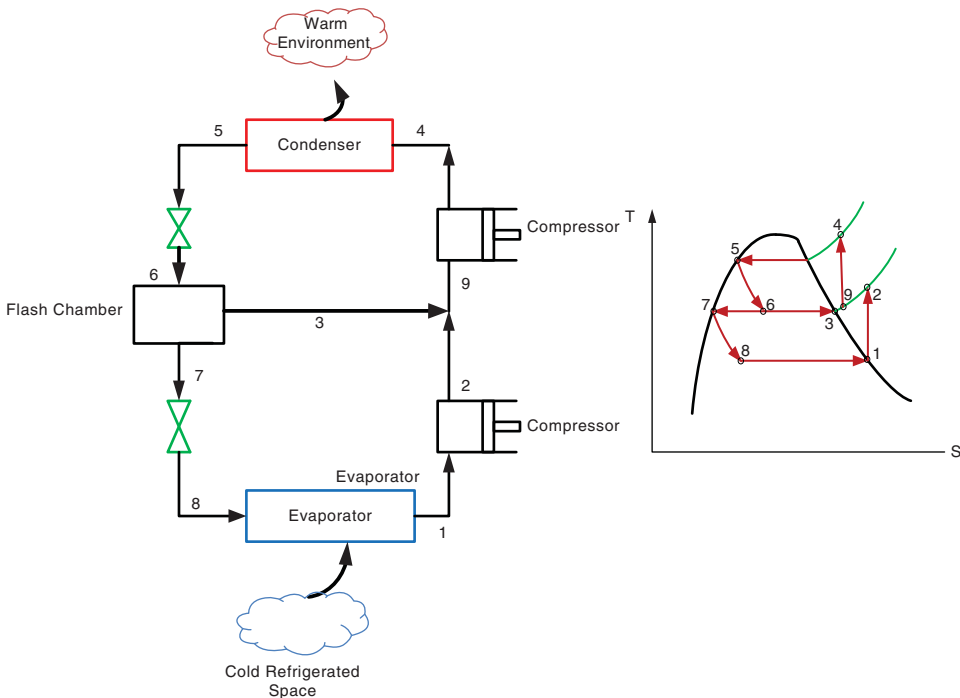 Warm
Environment
5
Condenser
4
Compressor
6
9
Flash Chamber
3
7
2
Compressor
Evaporator
8
Evaporator
1
Cold Refrigerated
Space
T
4
5
2
7
6
9
3
8
1
S